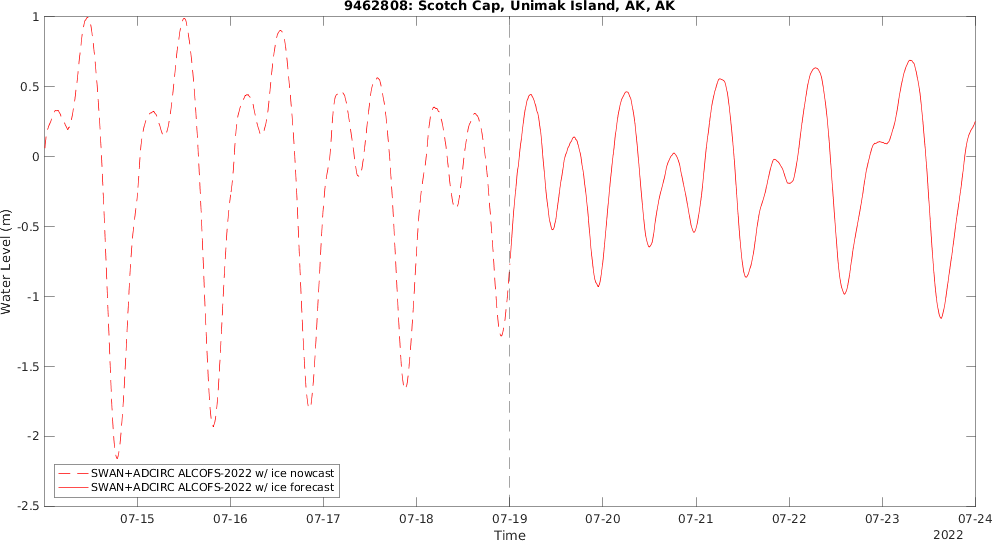 9462808: Scotch Cap, Unimak Island, AK, AK
1
0.5
0
-0.5
-1
-1.5
-2
-2.5
Water Level (m)
SWAN+ADCIRC ALCOFS-2022 w/ ice nowcast
SWAN+ADCIRC ALCOFS-2022 w/ ice forecast
07-15 07-16 07-17 07-18 07-19 07-20 07-21 07-22 07-23 07-24
Time
2022